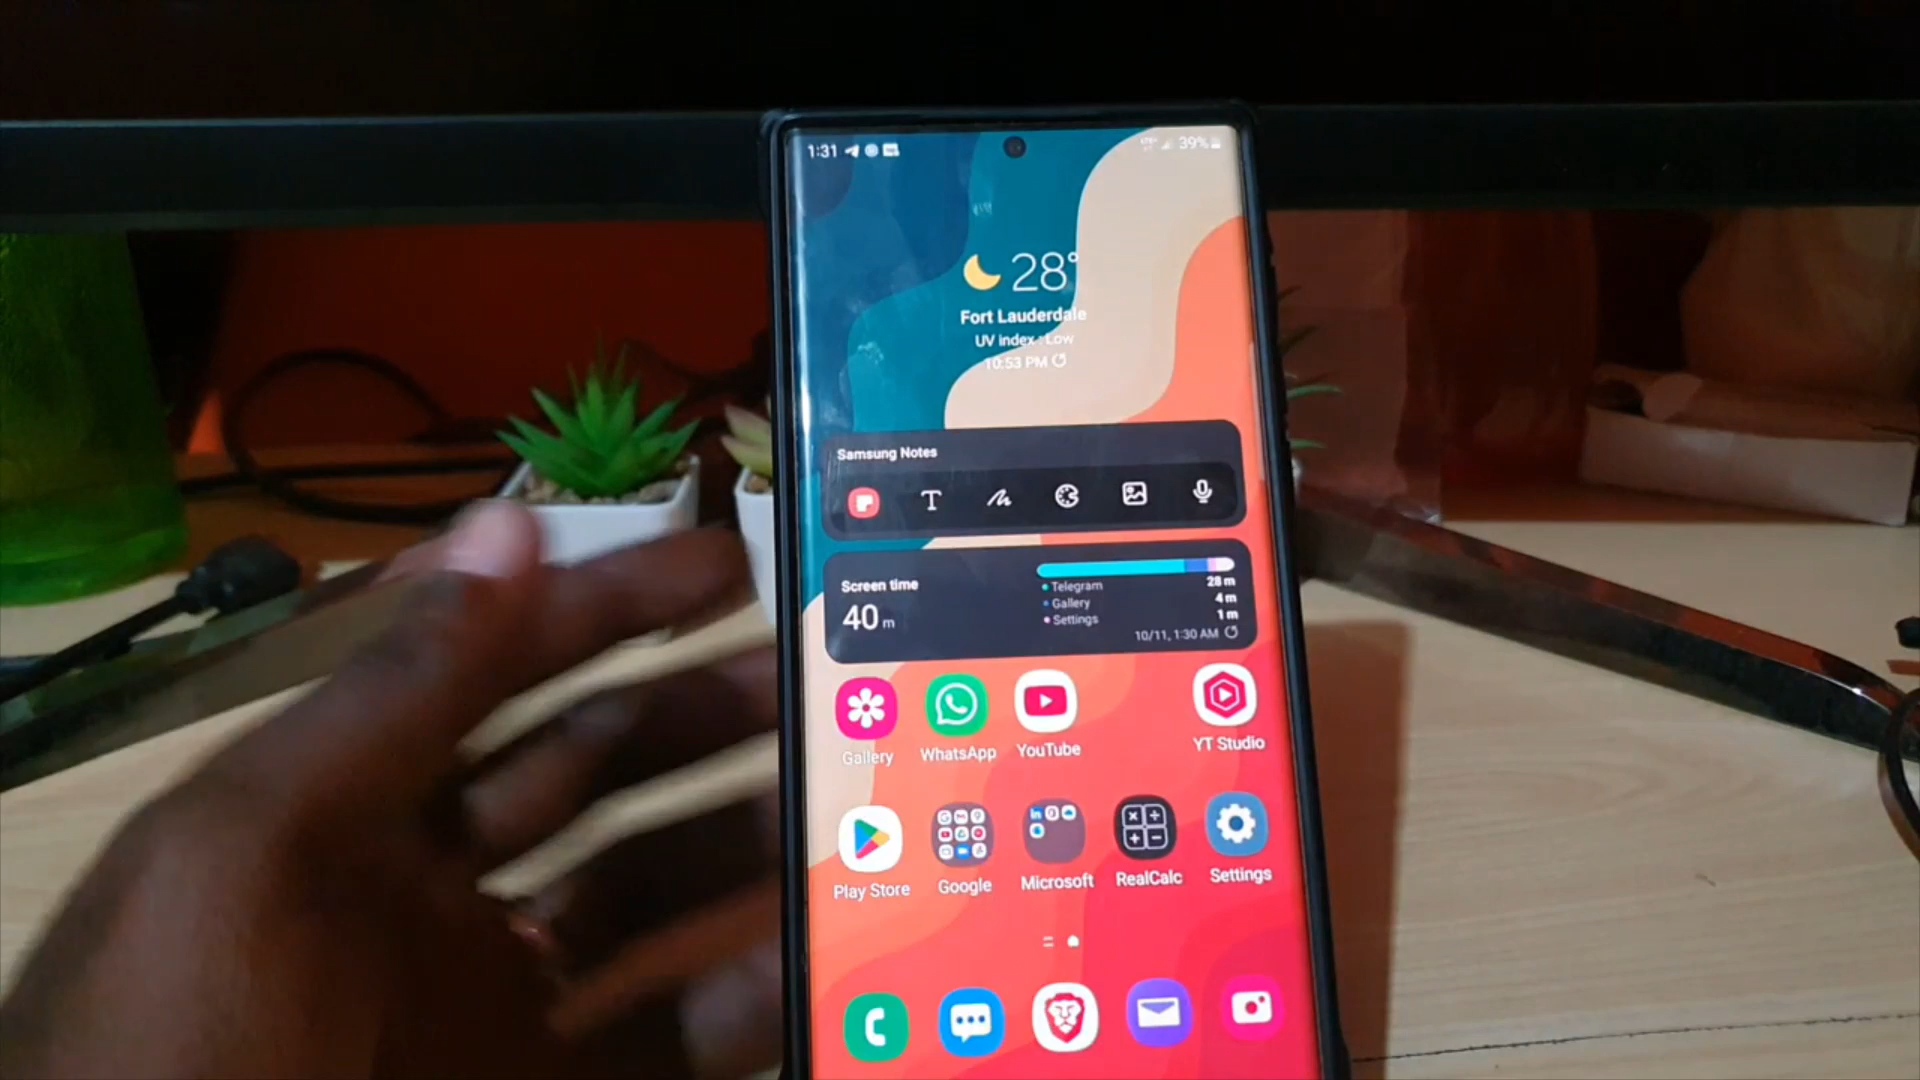 1:31
39%
28°
Fort Lauderdale
UV index : Low
10:53 PM
Samsung Notes
T
Screen time
40 m
Telegram 28 m
Gallery 4 m
Settings 1 m
10/11, 1:30 AM
Gallery
WhatsApp
YouTube
YT Studio
Play Store
Google
Microsoft
RealCalc
Settings